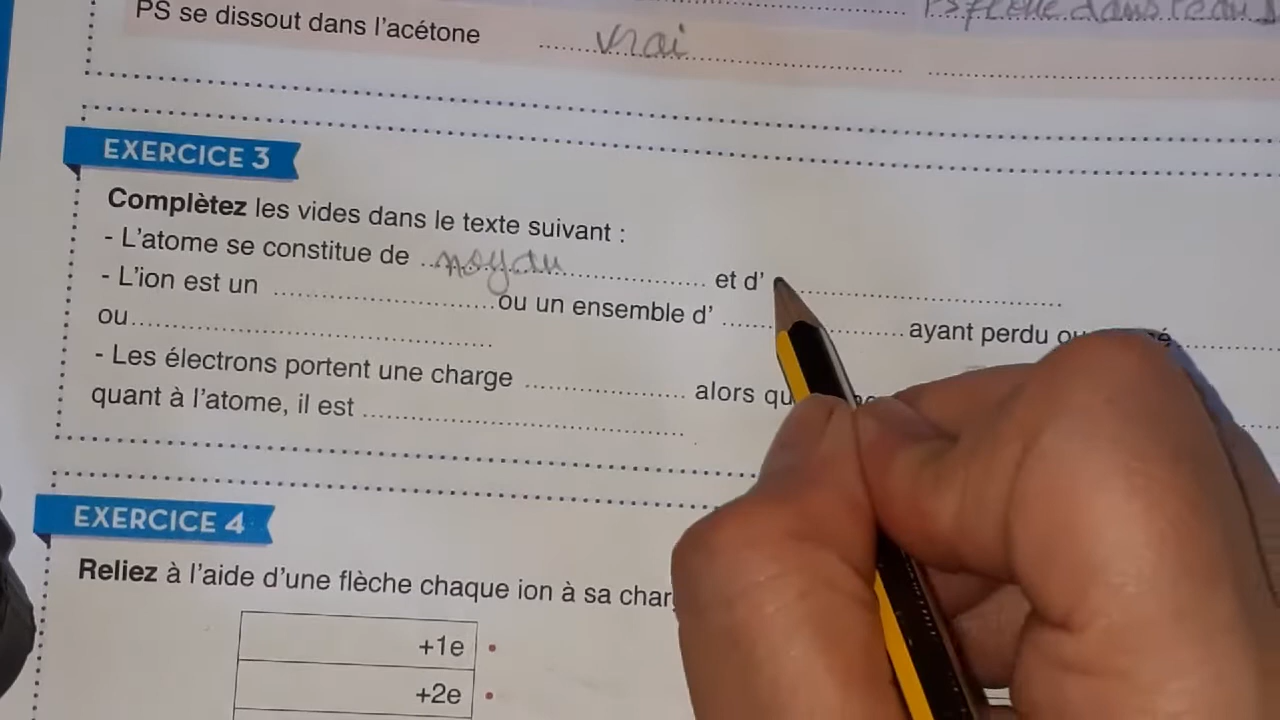 PS se dissout dans l'acétone ........ vrai ........
EXERCICE 3
Complètez les vides dans le texte suivant :
- L'atome se constitue de ..noyau.................. et d' ........................
- L'ion est un ........................ou un ensemble d' ........................ayant perdu
ou........................
- Les électrons portent une charge .................... alors
quant à l'atome, il est ........................
EXERCICE 4
Reliez à l'aide d'une flèche chaque ion à sa
+1e
+2e